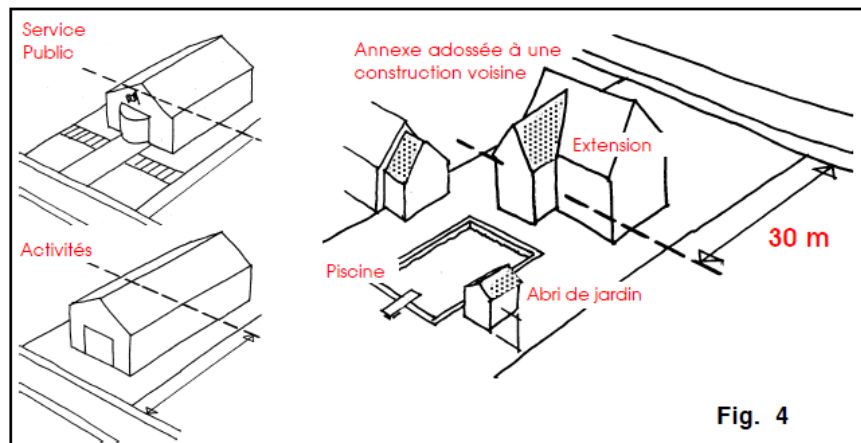 Service
Public
Annexe adossée à une
construction voisine
Extension
30 m
Activités
Piscine
Abri de jardin
Fig. 4